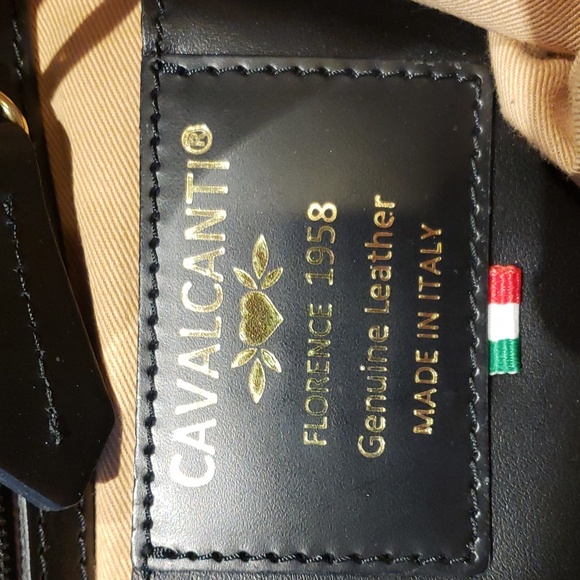 CAVALCANTI®
FLORENCE 1958
Genuine Leather
MADE IN ITALY